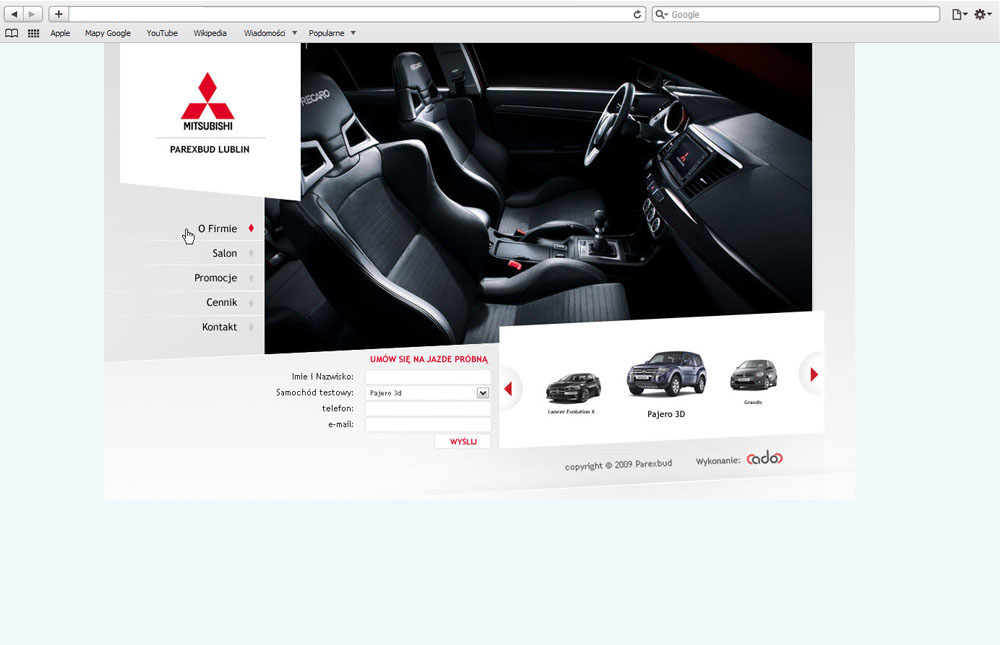 Google
Apple Mapy Google YouTube Wikipedia Wiadomości Popularne
MITSUBISHI
PAREXBUD LUBLIN
RECARO
RECARO
O Firmie
Salon
Promocje
Cennik
Kontakt
UMÓW SIĘ NA JAZDE PRÓBNĄ
Imie i Nazwisko:
Samochód testowy: Pajero 3d
telefon:
e-mail:
WYŚLIJ
Lancer Evolution X
Pajero 3D
Grandis
copyright © 2009 Parexbud Wykonanie: ado